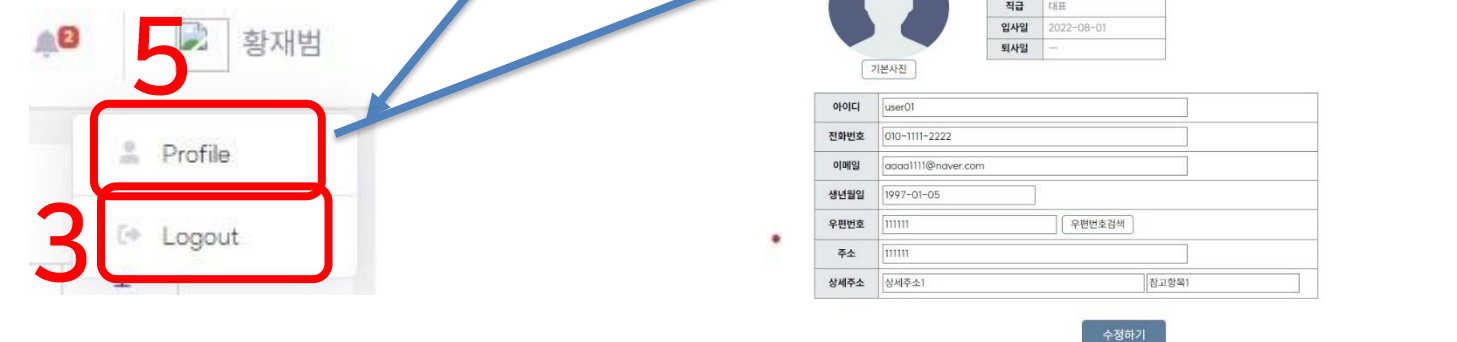 2
5
황재범
Profile
3
Logout
직급 대표
입사일 2022-08-01
퇴사일 —
기본사진
아이디 user01
전화번호 010-1111-2222
이메일 aaaa1111@naver.com
생년월일 1997-01-05
우편번호 111111 우편번호검색
주소 111111
상세주소 상세주소1 참고항목1
수정하기